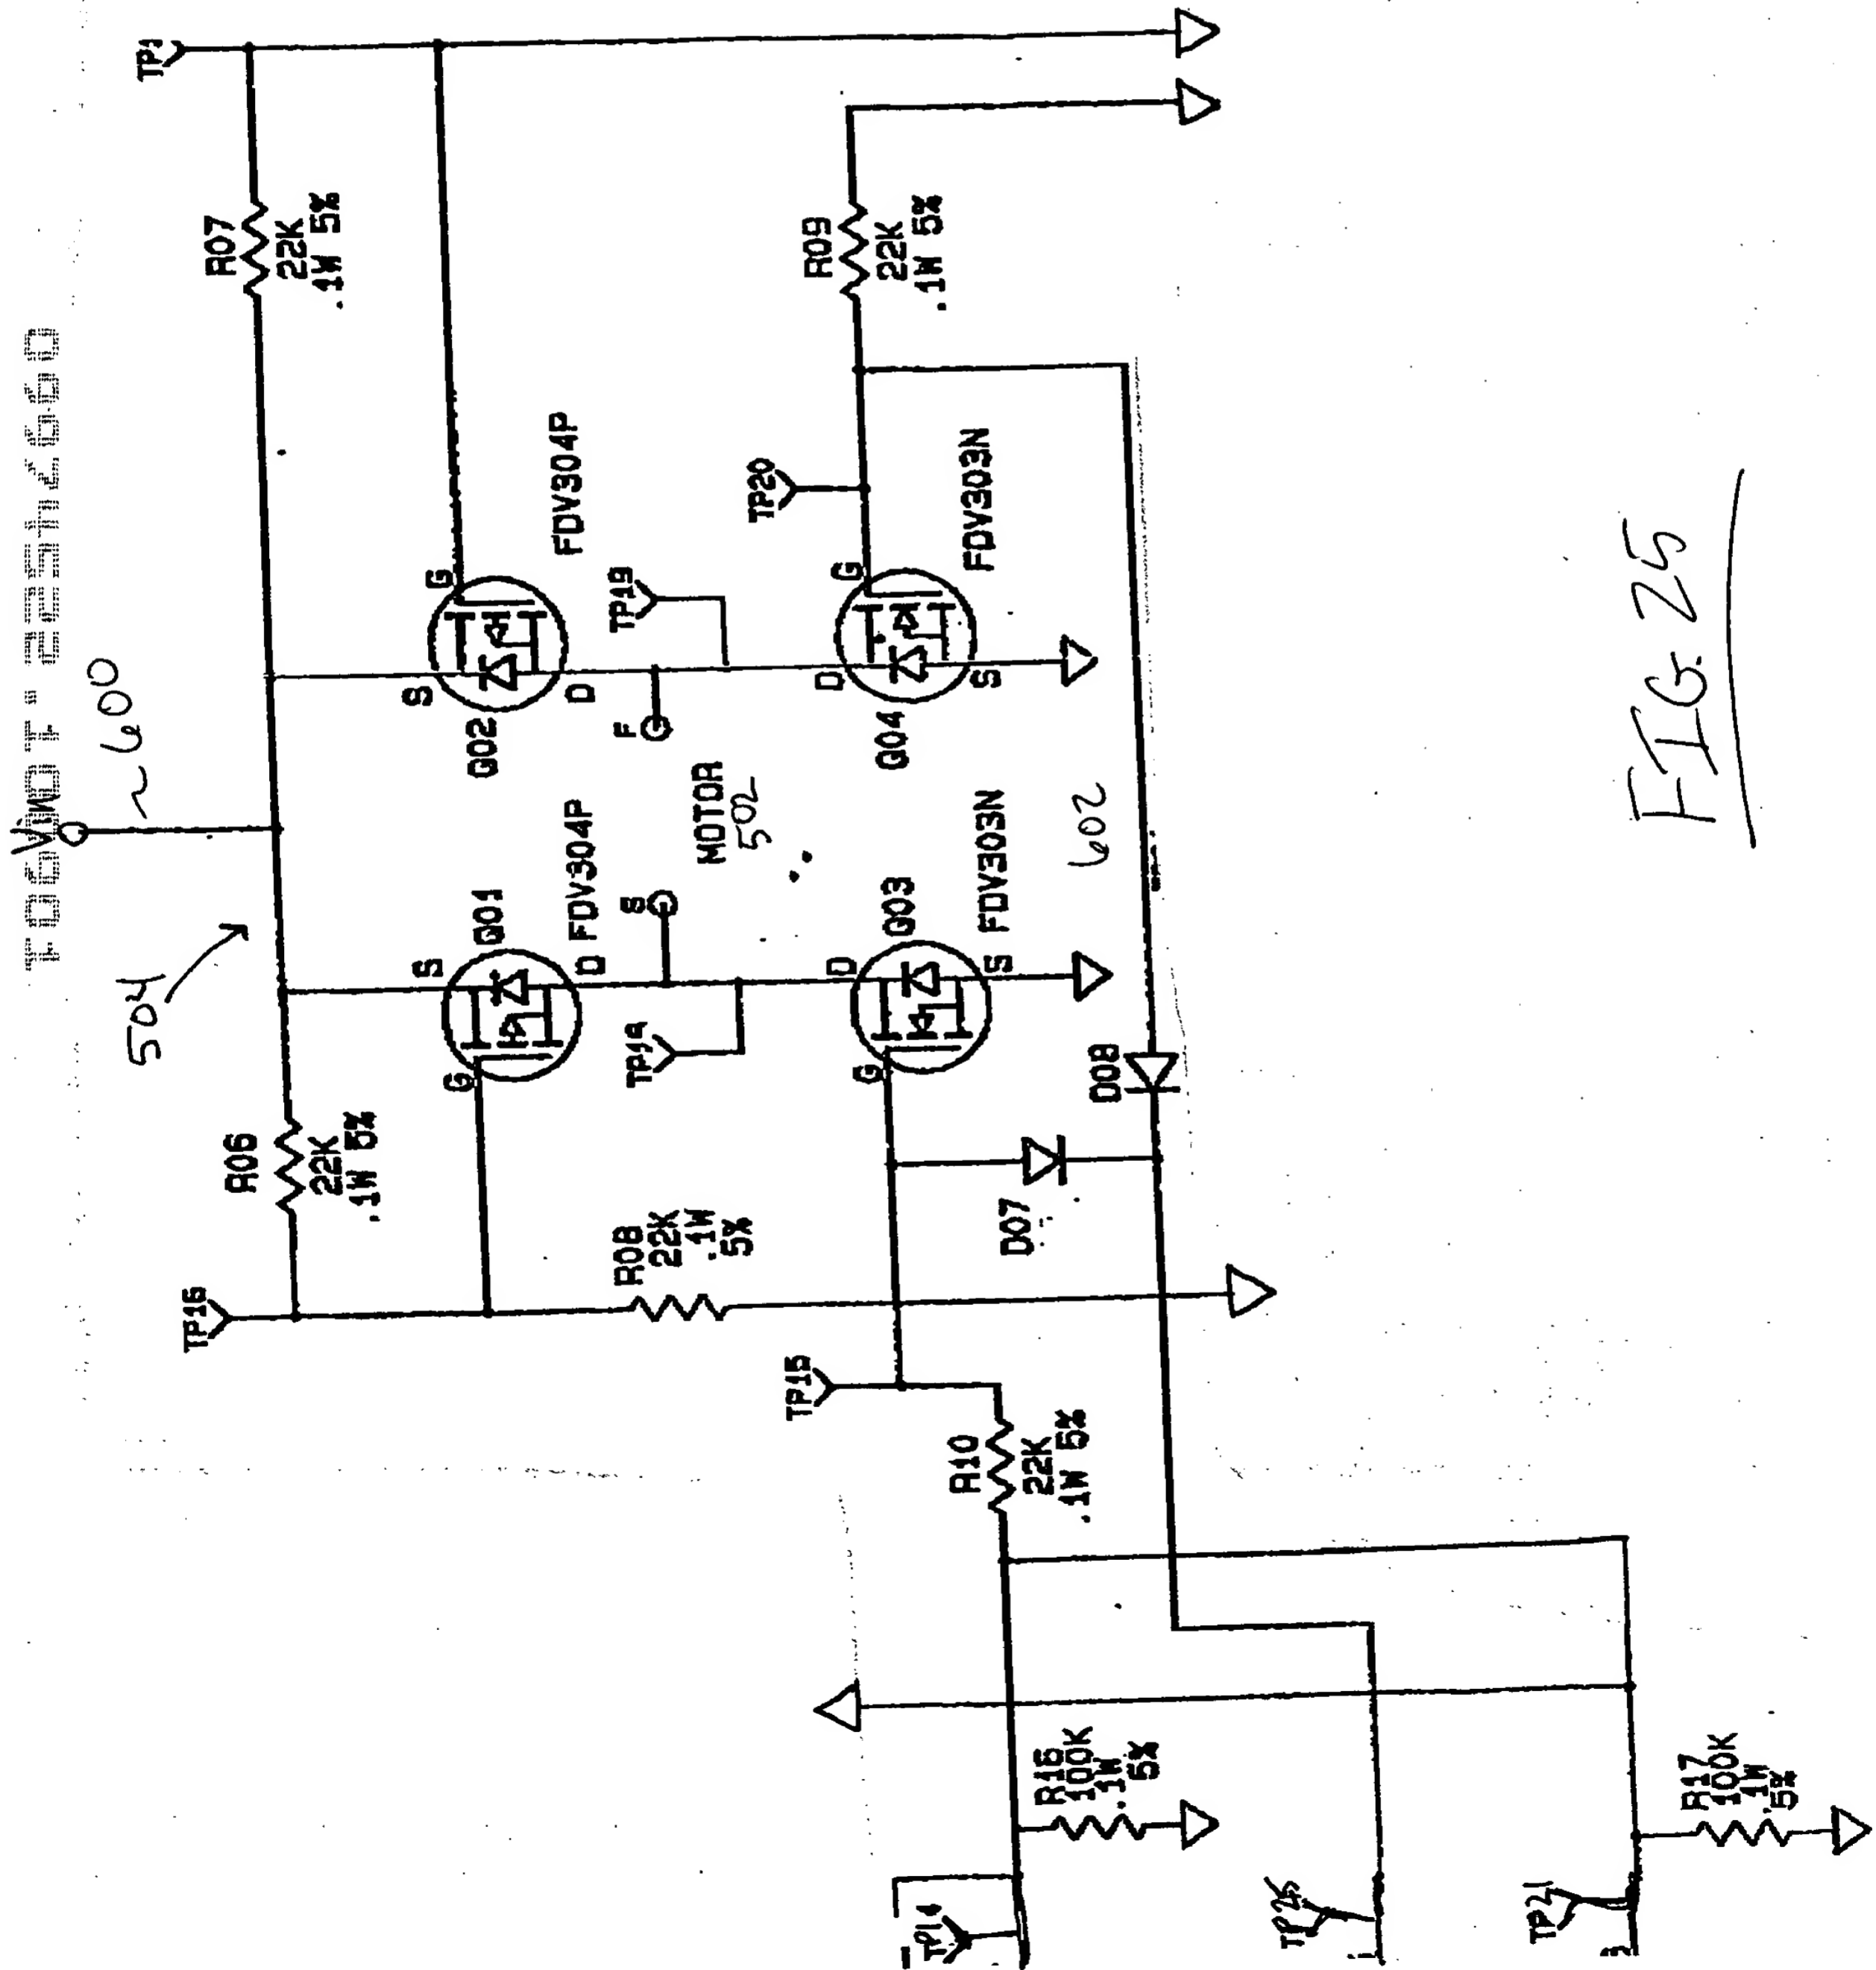 600
504
TP16
R06
22K
.1W 5%
R07
22K
.1W 5%
S
Q01
G
D
FDV304P
S
G
Q02
D
FDV304P
R08
22K
.1W
5%
S
F
TP19
MOTOR
502
TP20
R09
22K
.1W 5%
TP15
D
Q03
G
S
FDV303N
D
G
Q04
S
FDV303N
602
R10
22K
.1W 5%
D07
D08
TP14
R16
100K
.1W
5%
TP25
TP21
R17
100K
.1W
5%
FIG. 25